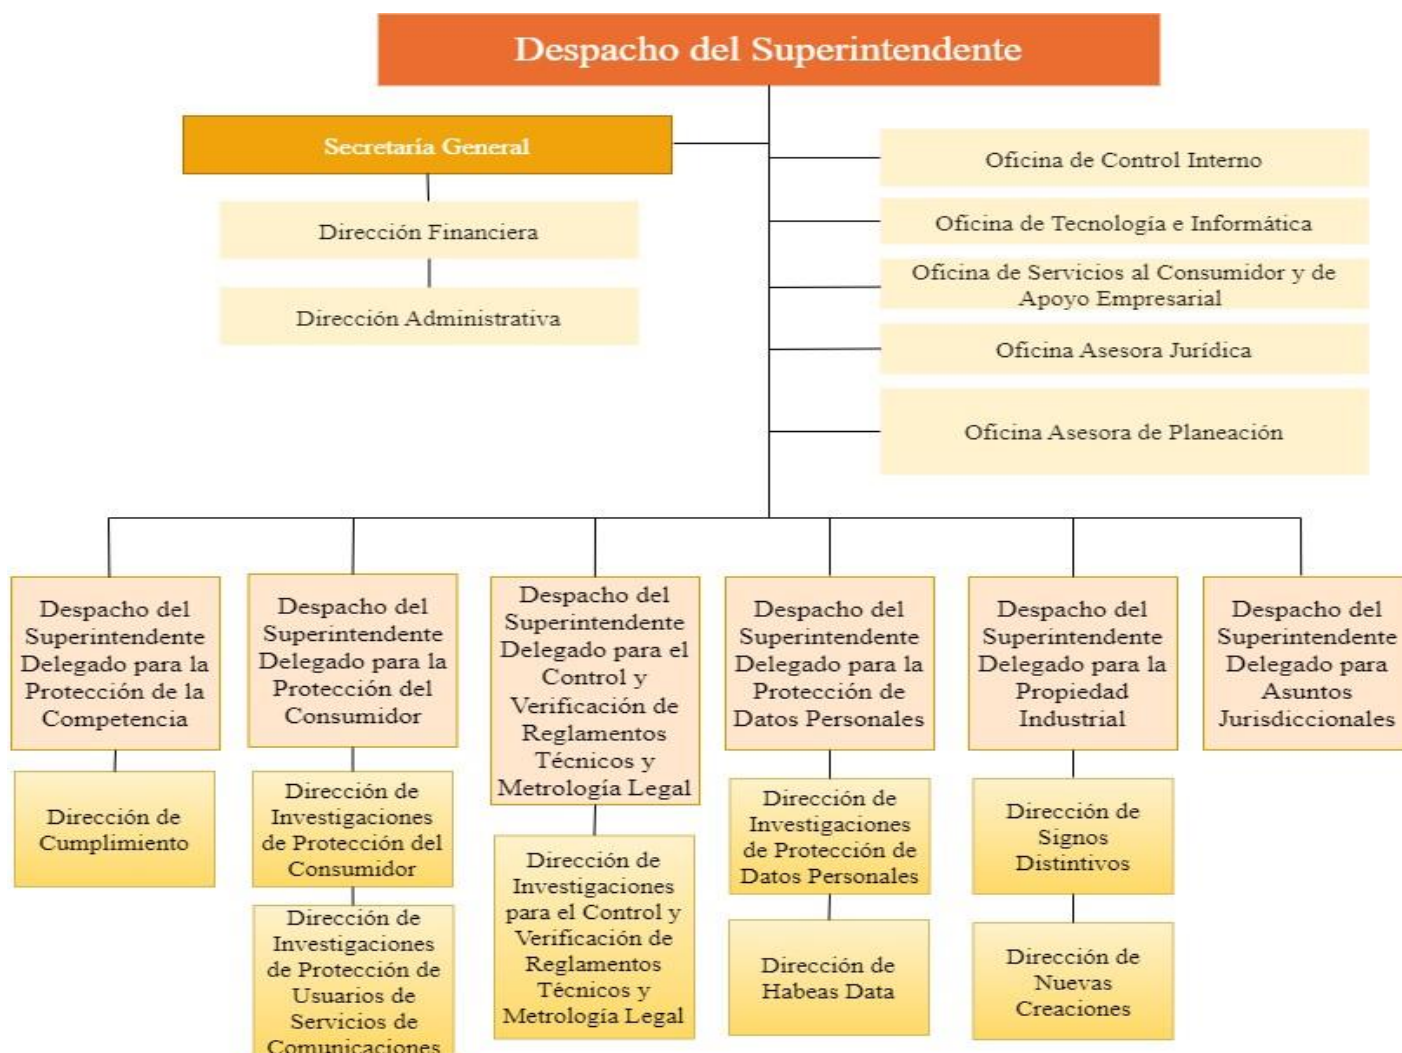 Despacho del Superintendente
Secretaría General
Dirección Financiera
Dirección Administrativa
Oficina de Control Interno
Oficina de Tecnología e Informática
Oficina de Servicios al Consumidor y de
Apoyo Empresarial
Oficina Asesora Jurídica
Oficina Asesora de Planeación
Despacho del
Superintendente
Delegado para la
Protección de la
Competencia
Dirección de
Cumplimiento
Despacho del
Superintendente
Delegado para la
Protección del
Consumidor
Dirección de
Investigaciones
de Protección del
Consumidor
Dirección de
Investigaciones
de Protección de
Usuarios de
Servicios de
Comunicaciones
Despacho del
Superintendente
Delegado para el
Control y
Verificación de
Reglamentos
Técnicos y
Metrología Legal
Dirección de
Investigaciones
para el Control y
Verificación de
Reglamentos
Técnicos y
Metrología Legal
Despacho del
Superintendente
Delegado para la
Protección de
Datos Personales
Dirección de
Investigaciones
de Protección de
Datos Personales
Dirección de
Habeas Data
Despacho del
Superintendente
Delegado para la
Propiedad
Industrial
Dirección de
Signos
Distintivos
Dirección de
Nuevas
Creaciones
Despacho del
Superintendente
Delegado para
Asuntos
Jurisdiccionales